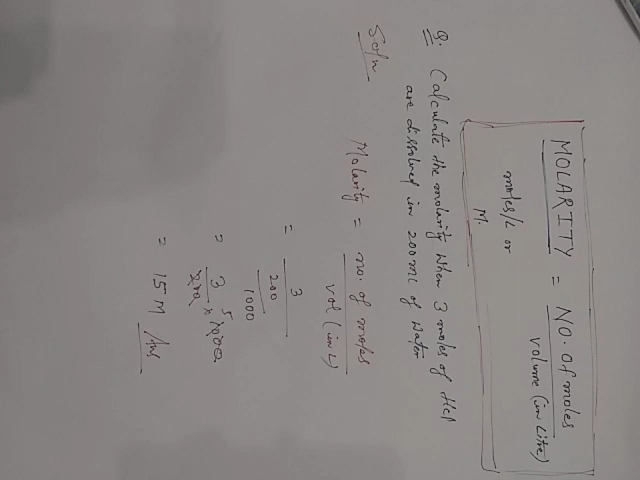 MOLARITY = NO. Of moles
volume (in Litre)
moles/L or
M.
Q. Calculate the molarity when 3 moles of Hcl
are dissolved in 200 mL of water
Soln
Molarity = no. of moles
vol (in L)
= 3
200
1000
= 3 x 5 1000
200
= 15 M Ans